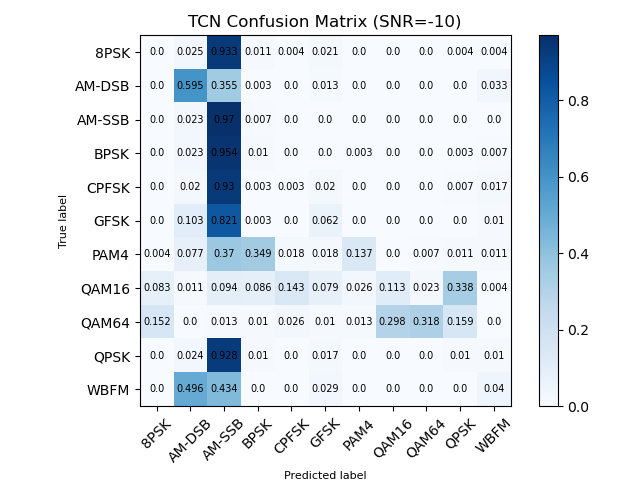 TCN Confusion Matrix (SNR=-10)
8PSK 0.0 0.025 0.933 0.011 0.004 0.021 0.0 0.0 0.0 0.004 0.004
AM-DSB 0.0 0.595 0.355 0.003 0.0 0.013 0.0 0.0 0.0 0.0 0.033
AM-SSB 0.0 0.023 0.97 0.007 0.0 0.0 0.0 0.0 0.0 0.0 0.0
BPSK 0.0 0.023 0.954 0.01 0.0 0.0 0.003 0.0 0.0 0.003 0.007
CPFSK 0.0 0.02 0.93 0.003 0.003 0.02 0.0 0.0 0.0 0.007 0.017
GFSK 0.0 0.103 0.821 0.003 0.0 0.062 0.0 0.0 0.0 0.0 0.01
PAM4 0.004 0.077 0.37 0.349 0.018 0.018 0.137 0.0 0.007 0.011 0.011
QAM16 0.083 0.011 0.094 0.086 0.143 0.079 0.026 0.113 0.023 0.338 0.004
QAM64 0.152 0.0 0.013 0.01 0.026 0.01 0.013 0.298 0.318 0.159 0.0
QPSK 0.0 0.024 0.928 0.01 0.0 0.017 0.0 0.0 0.0 0.01 0.01
WBFM 0.0 0.496 0.434 0.0 0.0 0.029 0.0 0.0 0.0 0.0 0.04
8PSK AM-DSB AM-SSB BPSK CPFSK GFSK PAM4 QAM16 QAM64 QPSK WBFM
True label
Predicted label
0.8
0.6
0.4
0.2
0.0